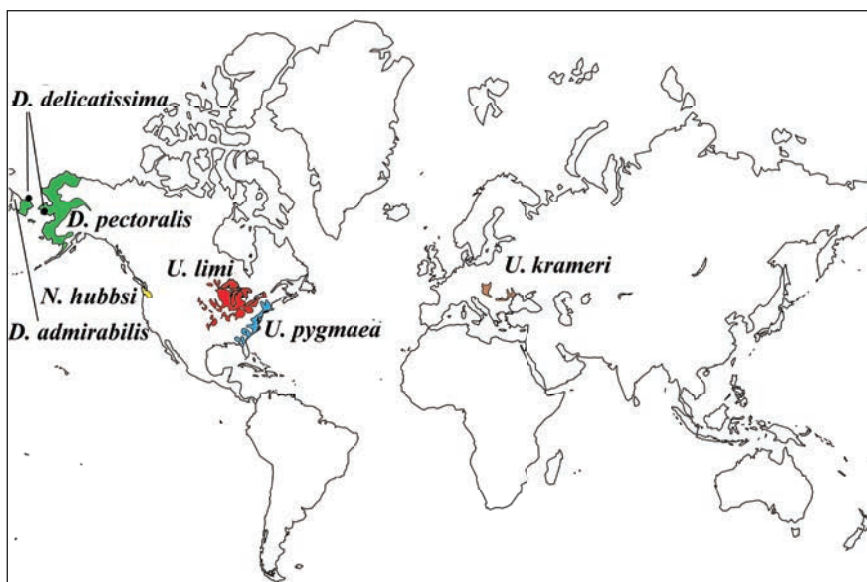 D. delicatissima
D. pectoralis
U. limi
U. krameri
N. hubbsi
D. admirabilis
U. pygmaea